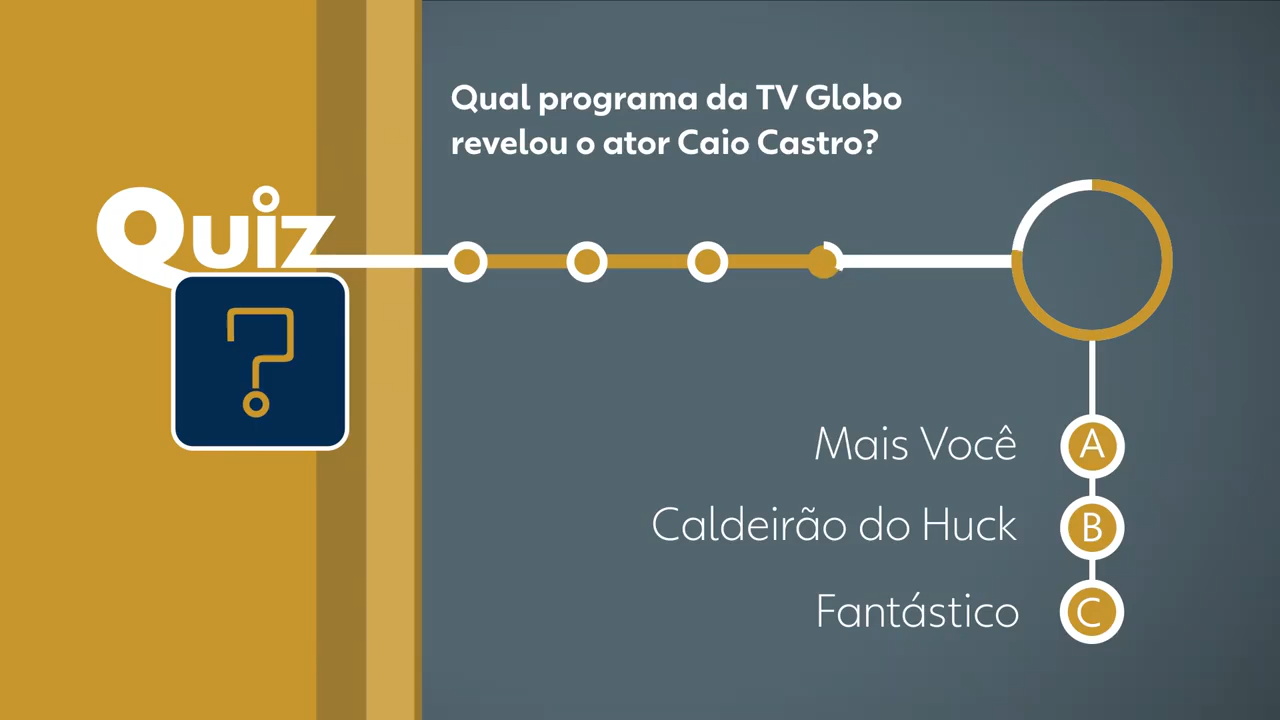 Qual programa da TV Globo
revelou o ator Caio Castro?
Quiz
?
Mais Você A
Caldeirão do Huck B
Fantástico C